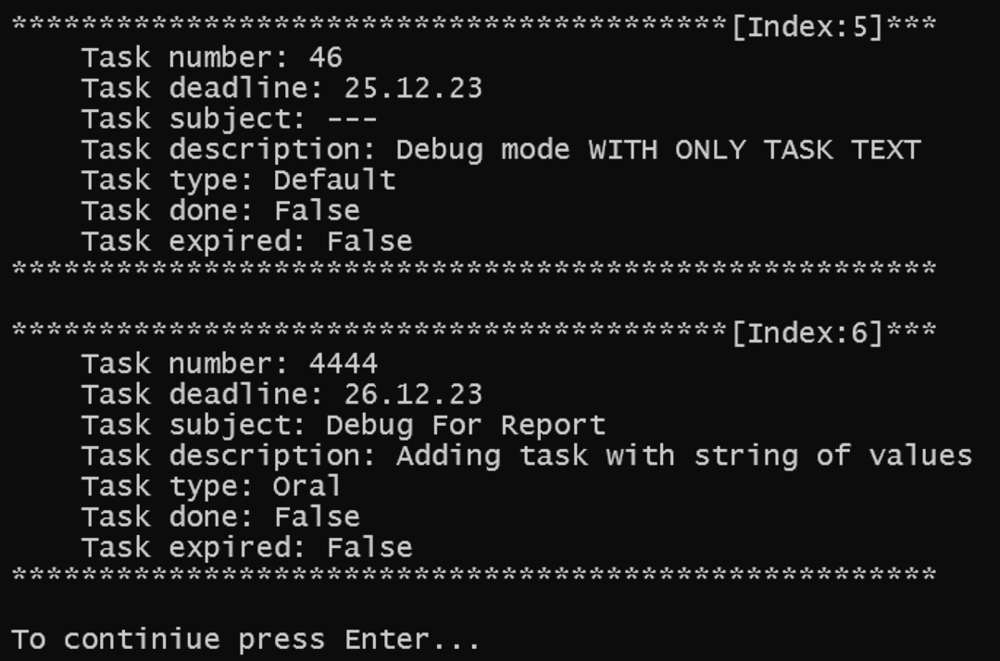 *****************************************[Index:5]***
Task number: 46
Task deadline: 25.12.23
Task subject: ---
Task description: Debug mode WITH ONLY TASK TEXT
Task type: Default
Task done: False
Task expired: False
*****************************************************
*****************************************[Index:6]***
Task number: 4444
Task deadline: 26.12.23
Task subject: Debug For Report
Task description: Adding task with string of values
Task type: Oral
Task done: False
Task expired: False
*****************************************************
To continiue press Enter...